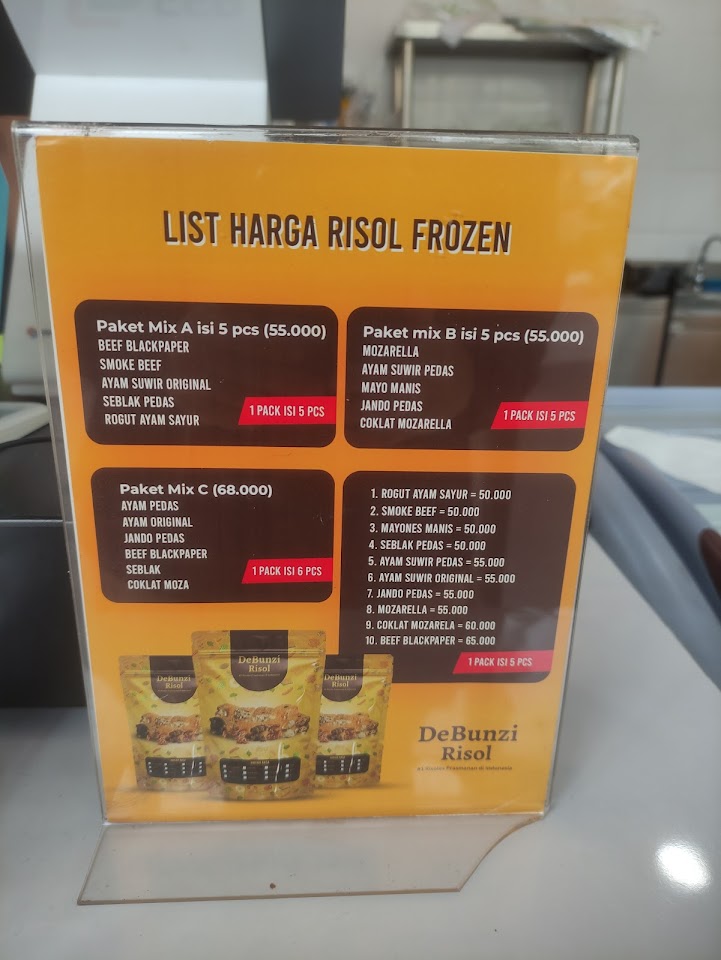 LIST HARGA RISOL FROZEN
Paket Mix A isi 5 pcs (55.000)
BEEF BLACKPAPER
SMOKE BEEF
AYAM SUWIR ORIGINAL
SEBLAK PEDAS
ROGUT AYAM SAYUR
1 PACK ISI 5 PCS
Paket mix B isi 5 pcs (55.000)
MOZARELLA
AYAM SUWIR PEDAS
MAYO MANIS
JANDO PEDAS
COKLAT MOZARELLA
1 PACK ISI 5 PCS
Paket Mix C (68.000)
AYAM PEDAS
AYAM ORIGINAL
JANDO PEDAS
BEEF BLACKPAPER
SEBLAK
COKLAT MOZA
1 PACK ISI 6 PCS
1. ROGUT AYAM SAYUR = 50.000
2. SMOKE BEEF = 50.000
3. MAYONES MANIS = 50.000
4. SEBLAK PEDAS = 50.000
5. AYAM SUWIR PEDAS = 55.000
6. AYAM SUWIR ORIGINAL = 55.000
7. JANDO PEDAS = 55.000
8. MOZARELLA = 55.000
9. COKLAT MOZARELA = 60.000
10. BEEF BLACKPAPER = 65.000
1 PACK ISI 5 PCS
DeBunzi
Risol
DeBunzi
Risol
DeBunzi
Risol
DeBunzi
Risol